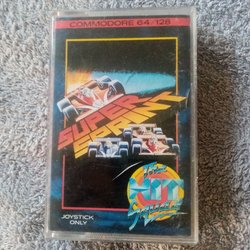 COMMODORE 64/128
SUPER
SPRINT
THE
HIT
SQUAD
JOYSTICK
ONLY